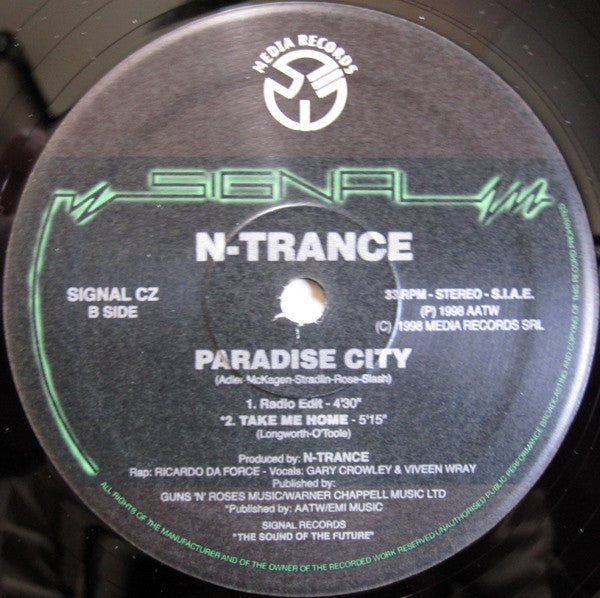 MEDIA RECORDS
SIGNAL
N-TRANCE
SIGNAL CZ
B SIDE
33 RPM - STEREO - S.I.A.E.
(P) 1998 AATW
(C) 1998 MEDIA RECORDS SRL
PARADISE CITY
(Adler-McKagen-Stradlin-Rose-Slash)
1. Radio Edit - 4'30"
*2. TAKE ME HOME - 5'15"
(Longworth-O'Toole)
Produced by: N-TRANCE
Rap: RICARDO DA FORCE - Vocals: GARY CROWLEY & VIVEEN WRAY
Published by:
GUNS 'N' ROSES MUSIC/WARNER CHAPPELL MUSIC LTD
*Published by: AATW/EMI MUSIC
SIGNAL RECORDS
"THE SOUND OF THE FUTURE"
ALL RIGHTS OF THE MANUFACTURER AND OF THE OWNER OF THE RECORDED WORK RESERVED UNAUTHORISED PUBLIC PERFORMANCE BROADCASTING AND COPYING OF THIS RECORD PROHIBITED